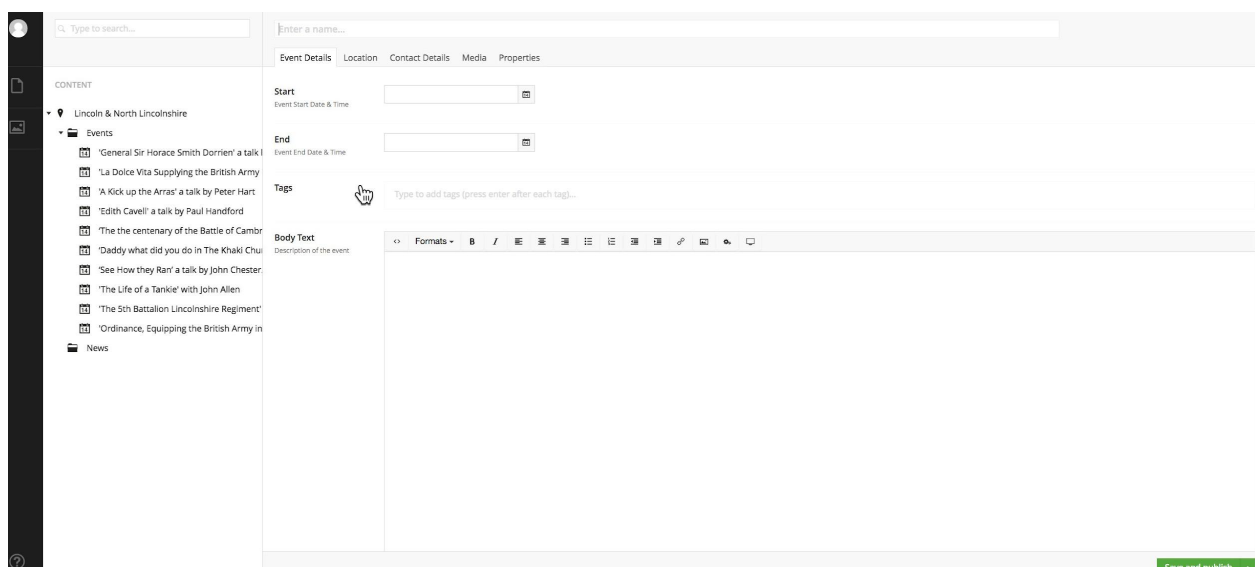 Type to search...
Enter a name...
Event Details Location Contact Details Media Properties
CONTENT
Lincoln & North Lincolnshire
Events
'General Sir Horace Smith Dorrien' a talk
'La Dolce Vita Supplying the British Army
'A Kick up the Arras' a talk by Peter Hart
'Edith Cavell' a talk by Paul Handford
'The the centenary of the Battle of Cambr
'Daddy what did you do in The Khaki Chu
'See How they Ran' a talk by John Chester
'The Life of a Tankie' with John Allen
'The 5th Battalion Lincolnshire Regiment'
'Ordinance, Equipping the British Army in
News
Start
Event Start Date & Time
End
Event End Date & Time
Tags
Type to add tags (press enter after each tag)...
Body Text
Description of the event
Formats
B I
Save and publish